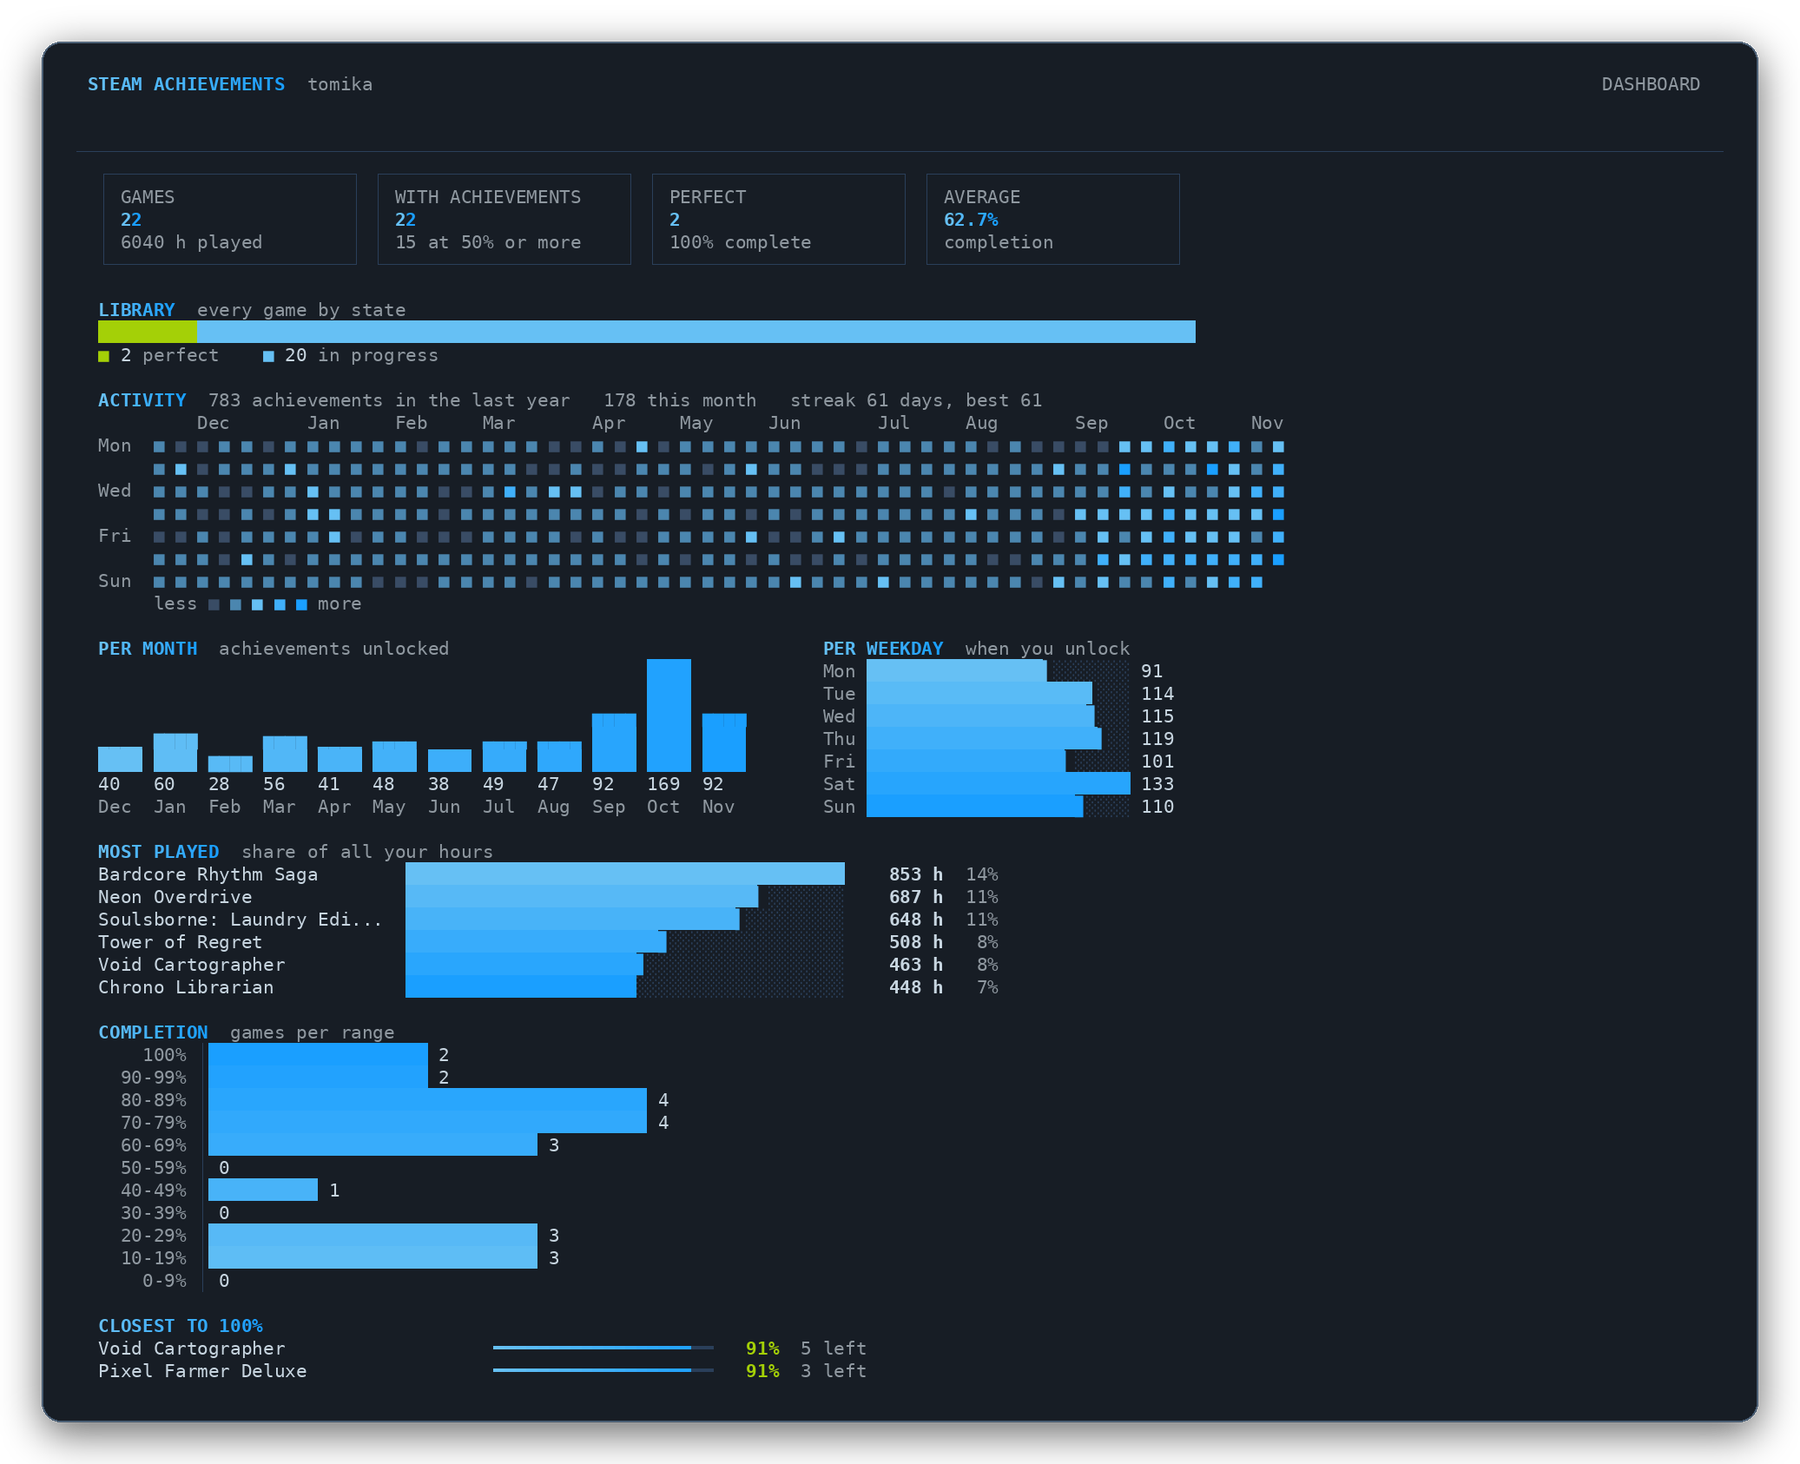 STEAM ACHIEVEMENTS tomika DASHBOARD
GAMES
22
6040 h played
WITH ACHIEVEMENTS
22
15 at 50% or more
PERFECT
2
100% complete
AVERAGE
62.7%
completion
LIBRARY every game by state
2 perfect 20 in progress
ACTIVITY 783 achievements in the last year 178 this month streak 61 days, best 61
Dec Jan Feb Mar Apr May Jun Jul Aug Sep Oct Nov
Mon
Wed
Fri
Sun
less more
PER MONTH achievements unlocked
40 60 28 56 41 48 38 49 47 92 169 92
Dec Jan Feb Mar Apr May Jun Jul Aug Sep Oct Nov
PER WEEKDAY when you unlock
Mon 91
Tue 114
Wed 115
Thu 119
Fri 101
Sat 133
Sun 110
MOST PLAYED share of all your hours
Bardcore Rhythm Saga 853 h 14%
Neon Overdrive 687 h 11%
Soulsborne: Laundry Edi... 648 h 11%
Tower of Regret 508 h 8%
Void Cartographer 463 h 8%
Chrono Librarian 448 h 7%
COMPLETION games per range
100% 2
90-99% 2
80-89% 4
70-79% 4
60-69% 3
50-59% 0
40-49% 1
30-39% 0
20-29% 3
10-19% 3
0-9% 0
CLOSEST TO 100%
Void Cartographer 91% 5 left
Pixel Farmer Deluxe 91% 3 left